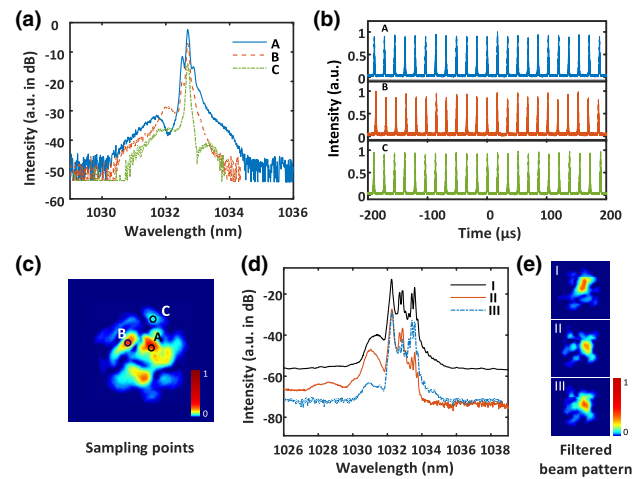 (a)
0
-10
-20
-30
-40
-50
-60
Intensity (a.u. in dB)
A
B
C
1030
1032
1034
1036
Wavelength (nm)
(b)
Intensity (a.u.)
A
1
0.5
0
B
1
0.5
0
C
1
0.5
0
-200
-100
0
100
200
Time (μs)
(c)
C
B
A
1
0
Sampling points
(d)
-20
-40
-60
-80
Intensity (a.u. in dB)
I
II
III
1026
1028
1030
1032
1034
1036
1038
Wavelength (nm)
(e)
I
II
III
1
0
Filtered
beam pattern